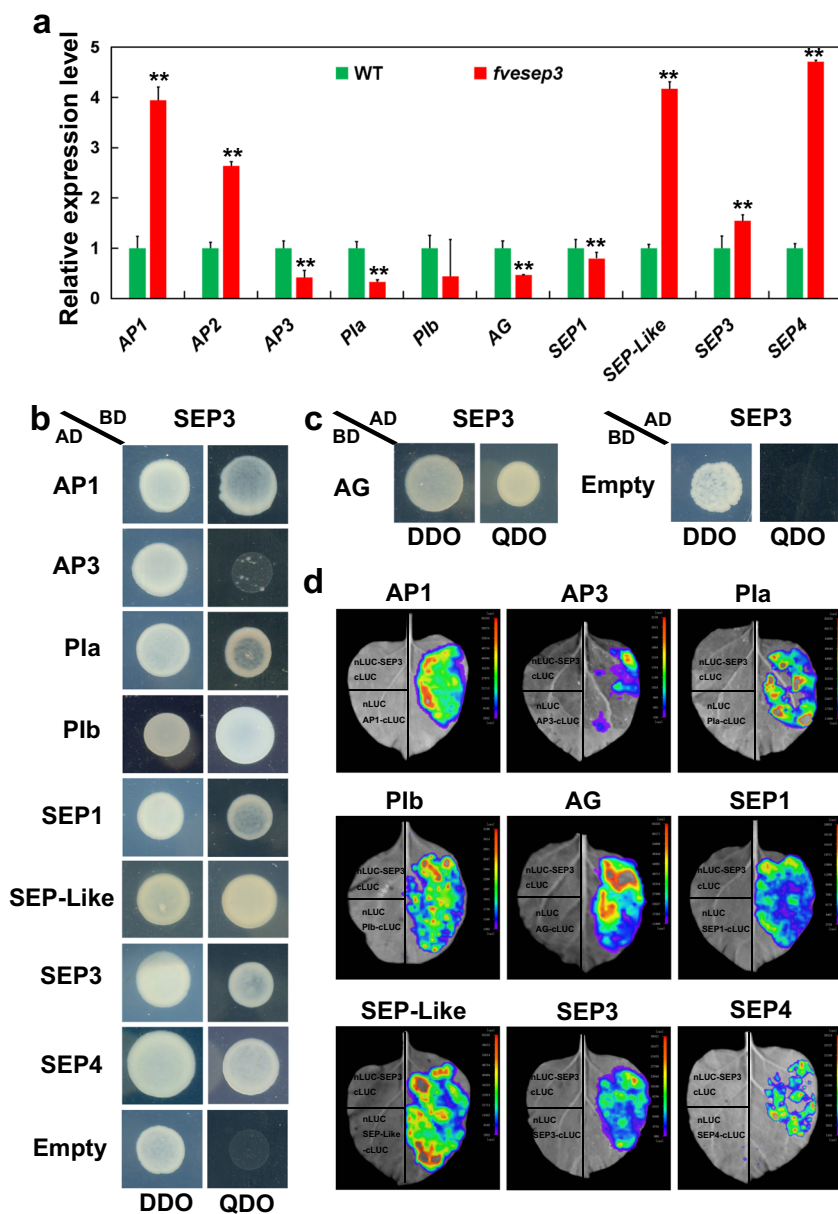 a
Relative expression level
5
4
3
2
1
0
WT
fvesep3
**
**
**
**
**
**
**
**
**
AP1
AP2
AP3
PIa
PIb
AG
SEP1
SEP-Like
SEP3
SEP4
b
BD
AD
SEP3
AP1
AP3
PIa
PIb
SEP1
SEP-Like
SEP3
SEP4
Empty
DDO
QDO
c
AD
BD
SEP3
AG
DDO
QDO
AD
BD
SEP3
Empty
DDO
QDO
d
AP1
nLUC-SEP3
cLUC
nLUC
AP1-cLUC
AP3
nLUC-SEP3
cLUC
nLUC
AP3-cLUC
PIa
nLUC-SEP3
cLUC
nLUC
PIa-cLUC
PIb
nLUC-SEP3
cLUC
nLUC
PIb-cLUC
AG
nLUC-SEP3
cLUC
nLUC
AG-cLUC
SEP1
nLUC-SEP3
cLUC
nLUC
SEP1-cLUC
SEP-Like
nLUC-SEP3
cLUC
nLUC
SEP-Like
-cLUC
SEP3
nLUC-SEP3
cLUC
nLUC
SEP3-cLUC
SEP4
nLUC-SEP3
cLUC
nLUC
SEP4-cLUC